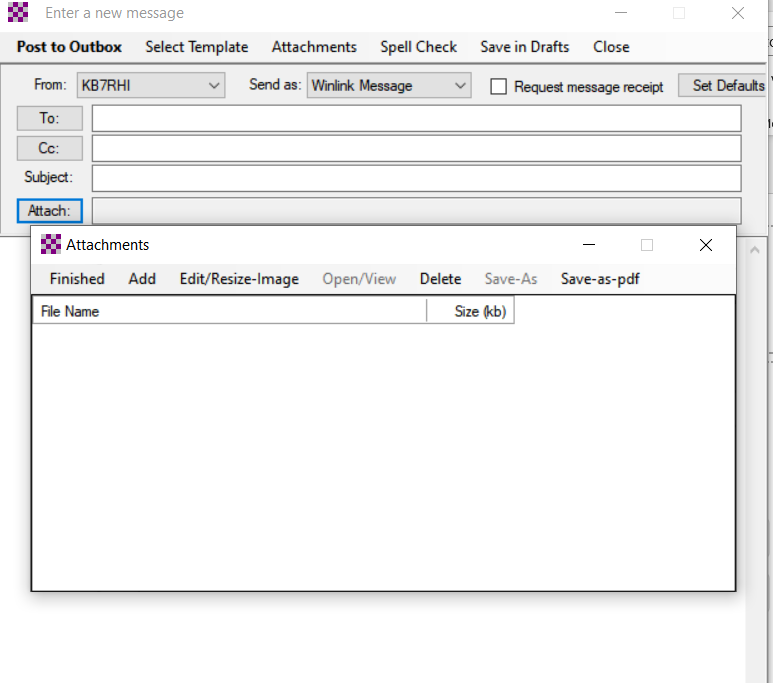 Enter a new message
Post to Outbox Select Template Attachments Spell Check Save in Drafts Close
From: KB7RHI Send as: Winlink Message Request message receipt Set Defaults
To:
Cc:
Subject:
Attach:
Attachments
Finished Add Edit/Resize-Image Open/View Delete Save-As Save-as-pdf
File Name Size (kb)